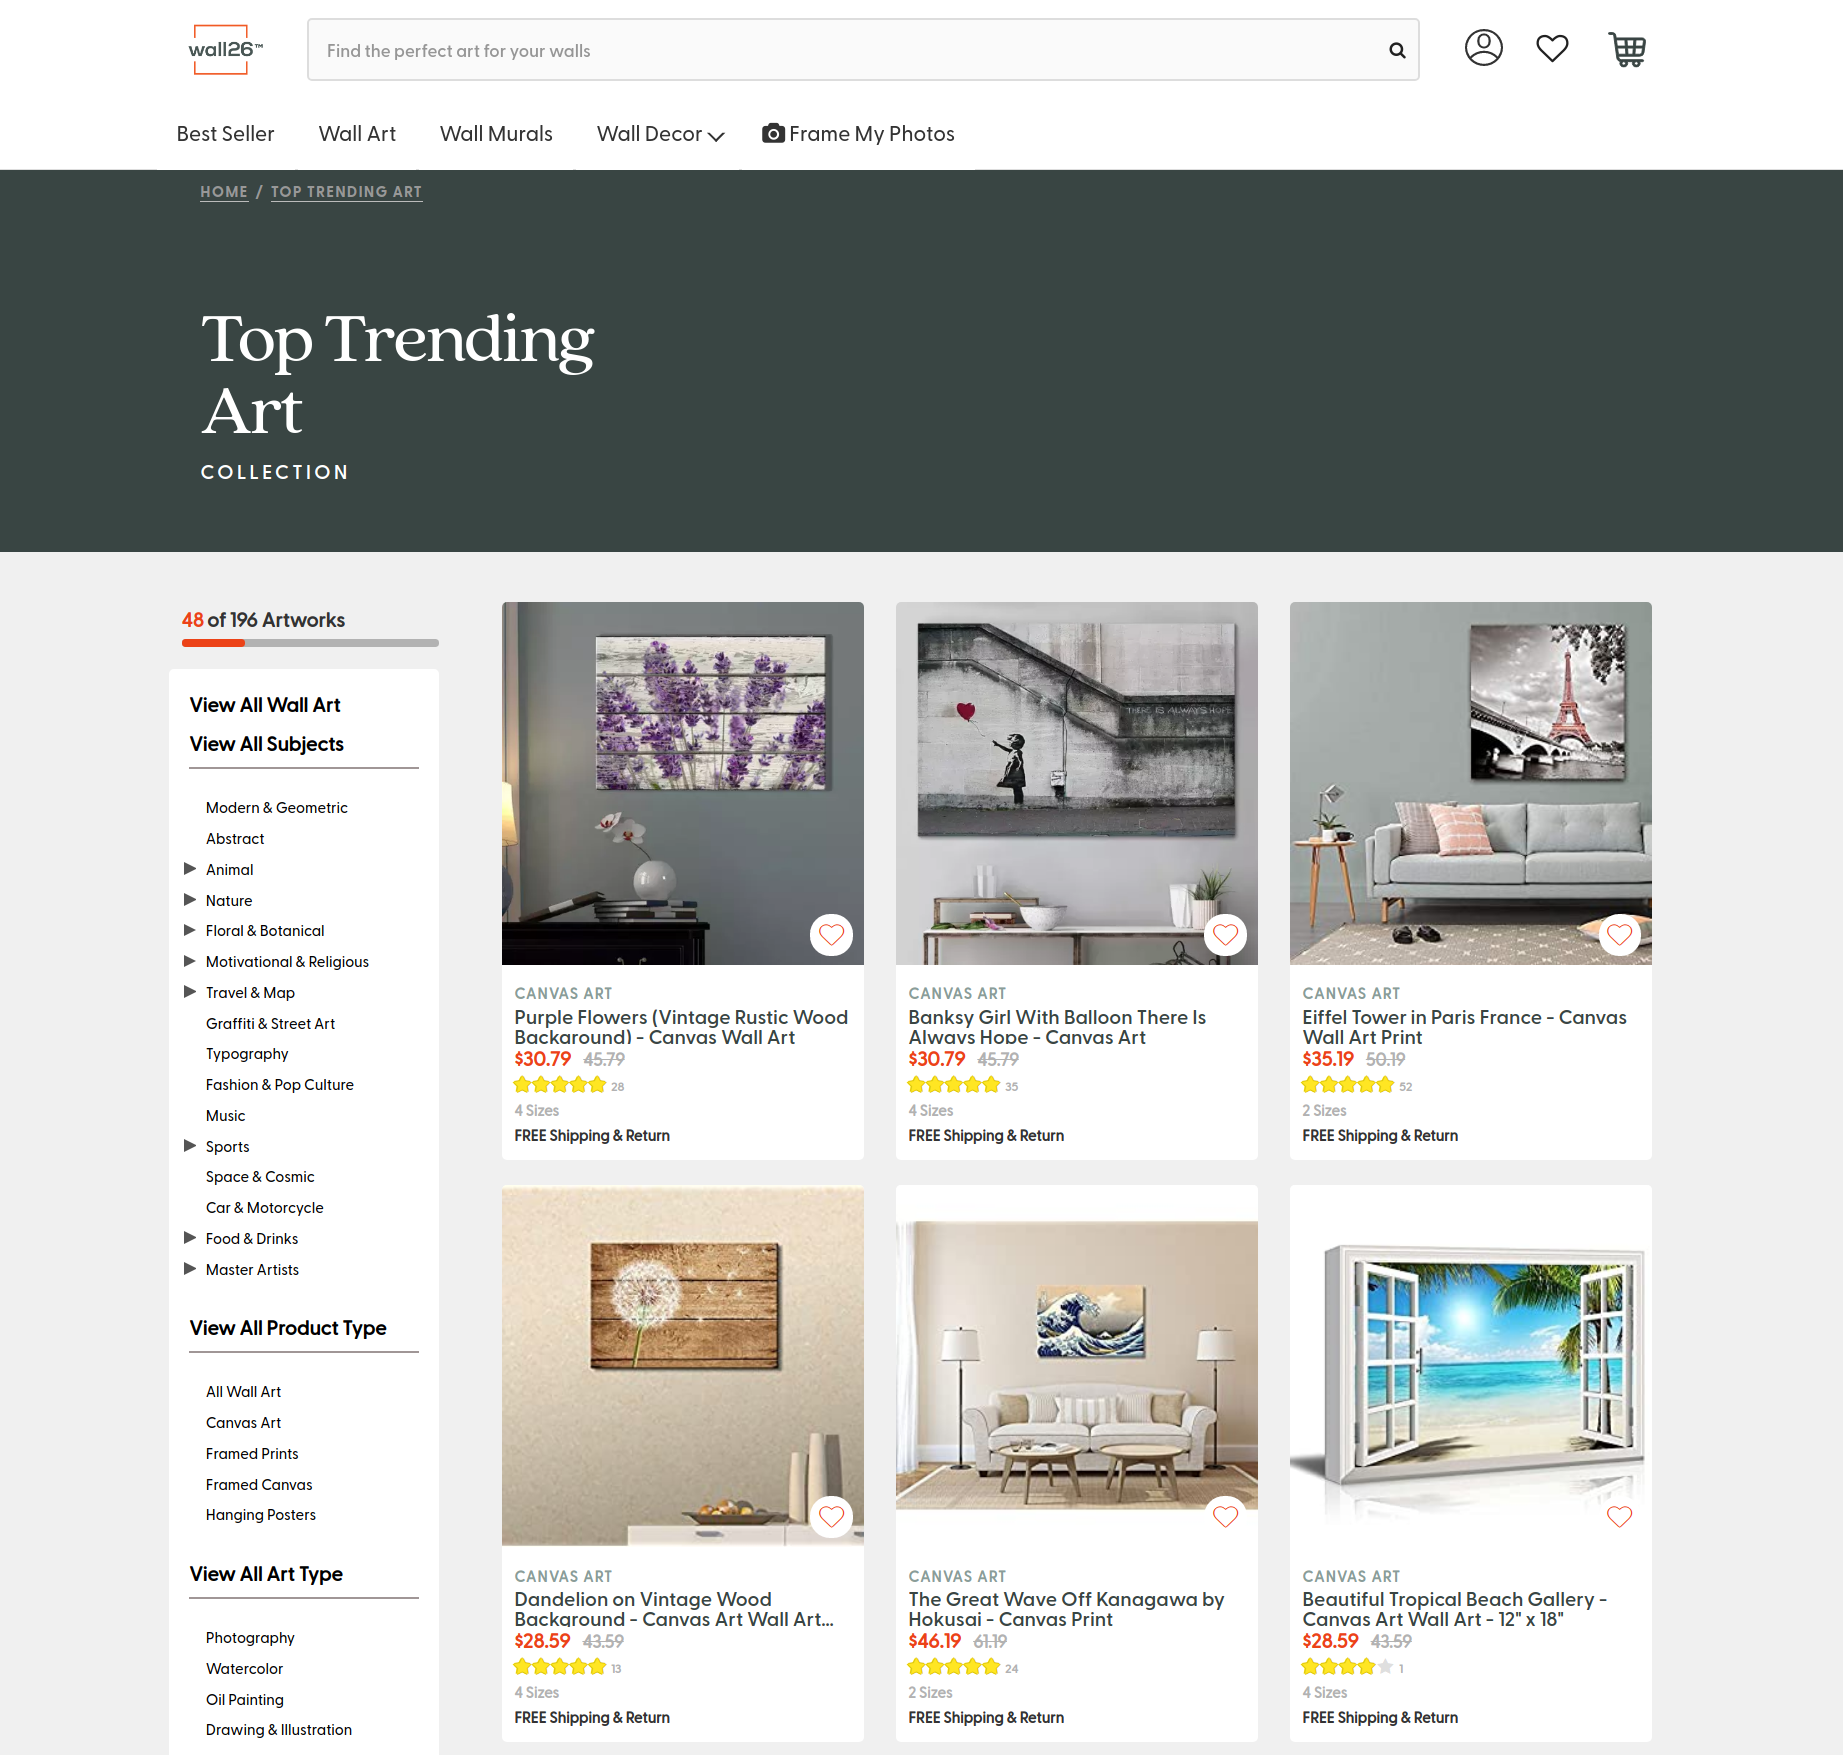 wall26™
Find the perfect art for your walls
Best Seller
Wall Art
Wall Murals
Wall Decor
Frame My Photos
HOME / TOP TRENDING ART
Top Trending
Art
COLLECTION
48 of 196 Artworks
View All Wall Art
View All Subjects
Modern & Geometric
Abstract
Animal
Nature
Floral & Botanical
Motivational & Religious
Travel & Map
Graffiti & Street Art
Typography
Fashion & Pop Culture
Music
Sports
Space & Cosmic
Car & Motorcycle
Food & Drinks
Master Artists
View All Product Type
All Wall Art
Canvas Art
Framed Prints
Framed Canvas
Hanging Posters
View All Art Type
Photography
Watercolor
Oil Painting
Drawing & Illustration
CANVAS ART
Purple Flowers (Vintage Rustic Wood
Background) - Canvas Wall Art
$30.79 45.79
28
4 Sizes
FREE Shipping & Return
THERE IS ALWAYS HOPE
CANVAS ART
Banksy Girl With Balloon There Is
Always Hope - Canvas Art
$30.79 45.79
35
4 Sizes
FREE Shipping & Return
CANVAS ART
Eiffel Tower in Paris France - Canvas
Wall Art Print
$35.19 50.19
52
2 Sizes
FREE Shipping & Return
CANVAS ART
Dandelion on Vintage Wood
Background - Canvas Art Wall Art...
$28.59 43.59
13
4 Sizes
FREE Shipping & Return
CANVAS ART
The Great Wave Off Kanagawa by
Hokusai - Canvas Print
$46.19 61.19
24
2 Sizes
FREE Shipping & Return
CANVAS ART
Beautiful Tropical Beach Gallery -
Canvas Art Wall Art - 12" x 18"
$28.59 43.59
1
4 Sizes
FREE Shipping & Return